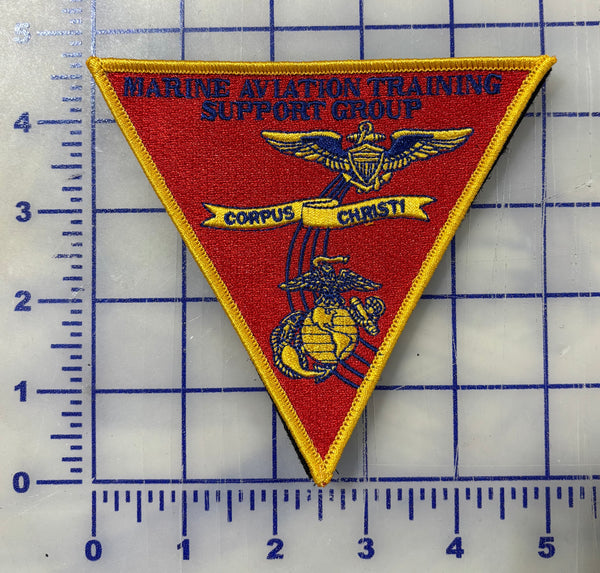 MARINE AVIATION TRAINING
SUPPORT GROUP
CORPUS CHRISTI
5
4
3
2
1
0
0 1 2 3 4 5